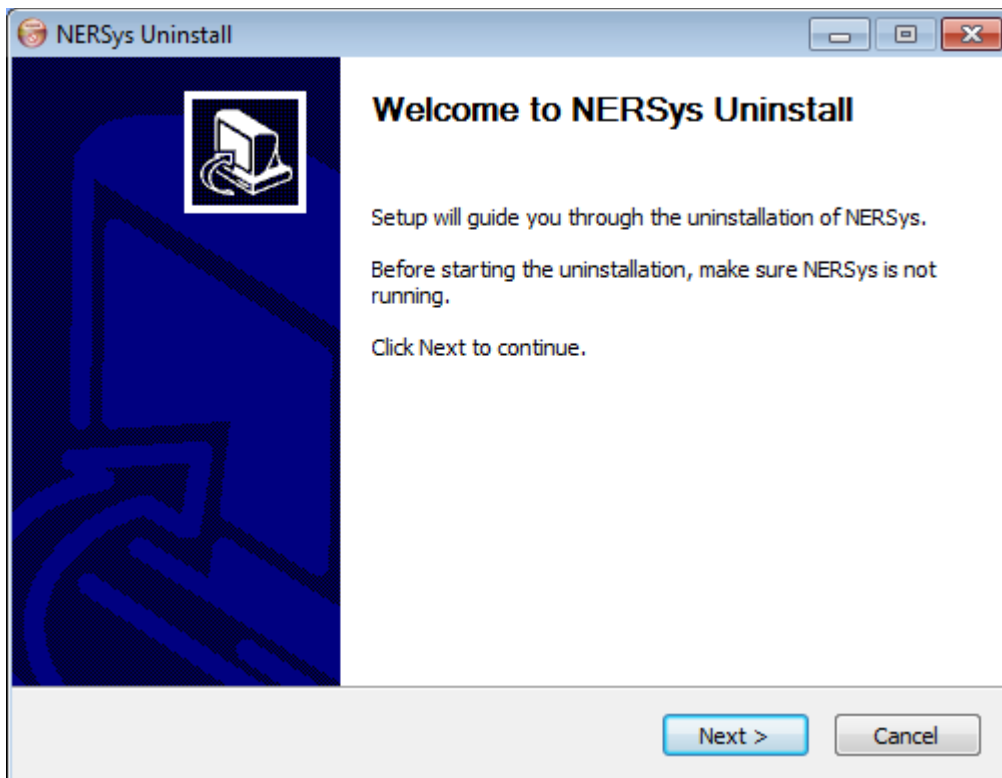 NERSys Uninstall
Welcome to NERSys Uninstall
Setup will guide you through the uninstallation of NERSys.
Before starting the uninstallation, make sure NERSys is not
running.
Click Next to continue.
Next >
Cancel